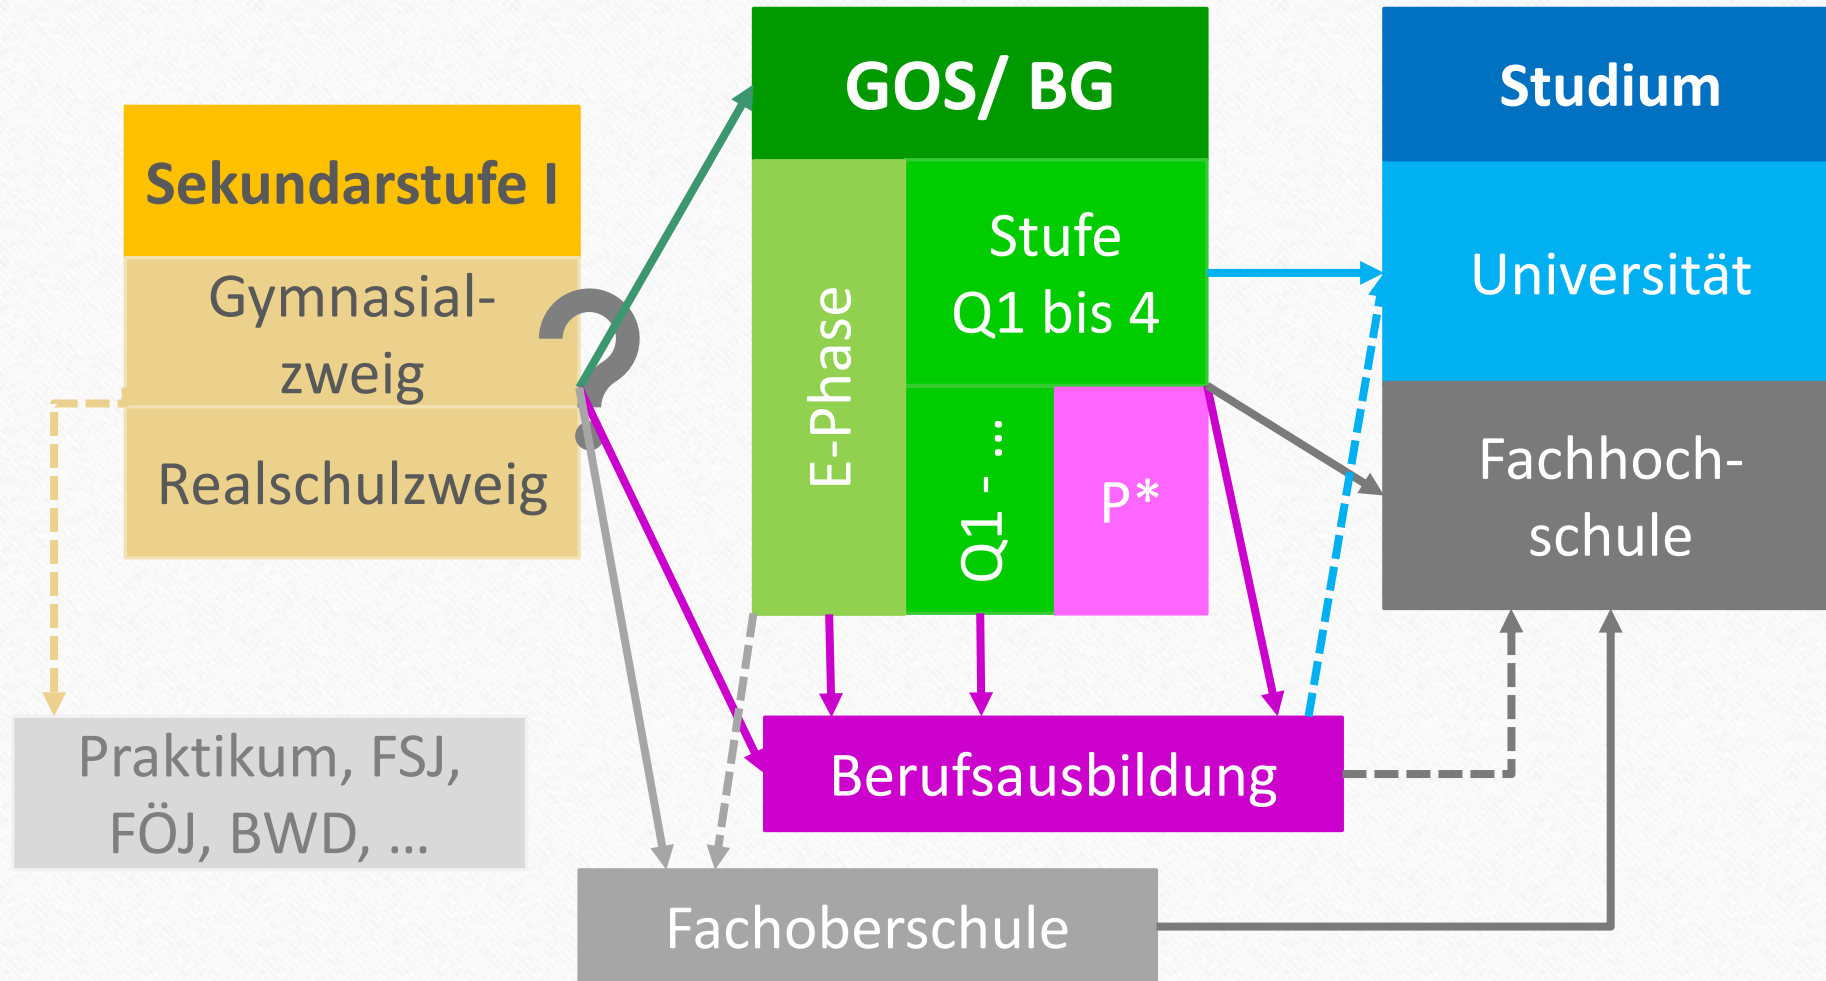 Sekundarstufe I
Gymnasial-
zweig
Realschulzweig
?
Praktikum, FSJ,
FÖJ, BWD, ...
GOS/ BG
E-Phase
Stufe
Q1 bis 4
Q1 - ...
P*
Berufsausbildung
Fachoberschule
Studium
Universität
Fachhoch-
schule